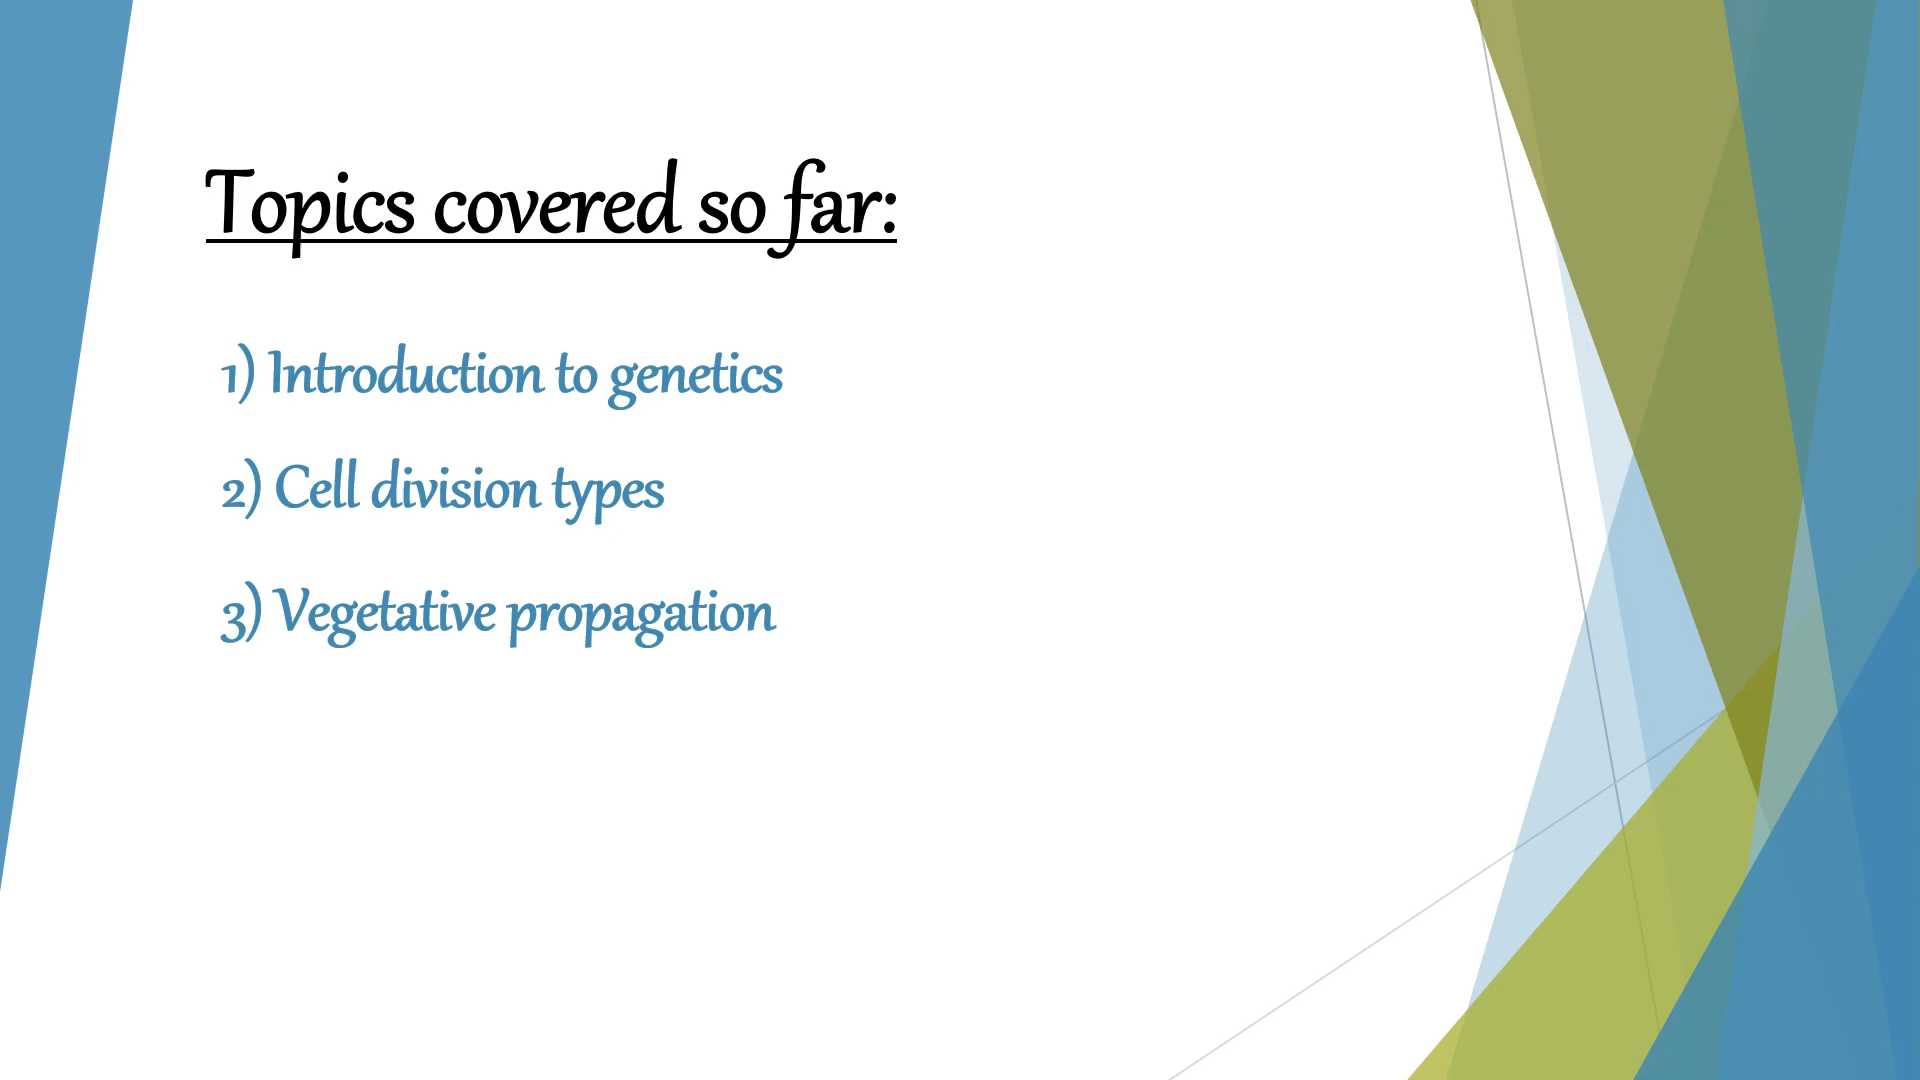 Topics covered so far:
1) Introduction to genetics
2) Cell division types
3) Vegetative propagation